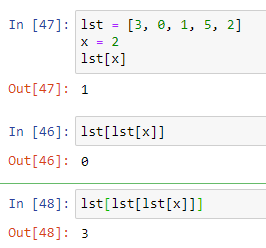 In [47]: lst = [3, 0, 1, 5, 2]
x = 2
lst[x]
Out[47]: 1
In [46]: lst[lst[x]]
Out[46]: 0
In [48]: lst[lst[lst[x]]]
Out[48]: 3